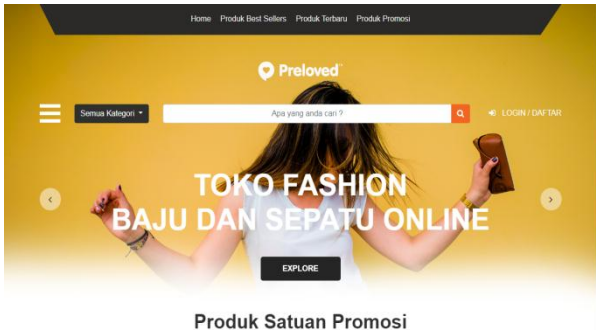 Home Produk Best Sellers Produk Terbaru Produk Promosi
Preloved
Semua Kategori Apa yang anda cari ? LOGIN / DAFTAR
TOKO FASHION
BAJU DAN SEPATU ONLINE
EXPLORE
Produk Satuan Promosi